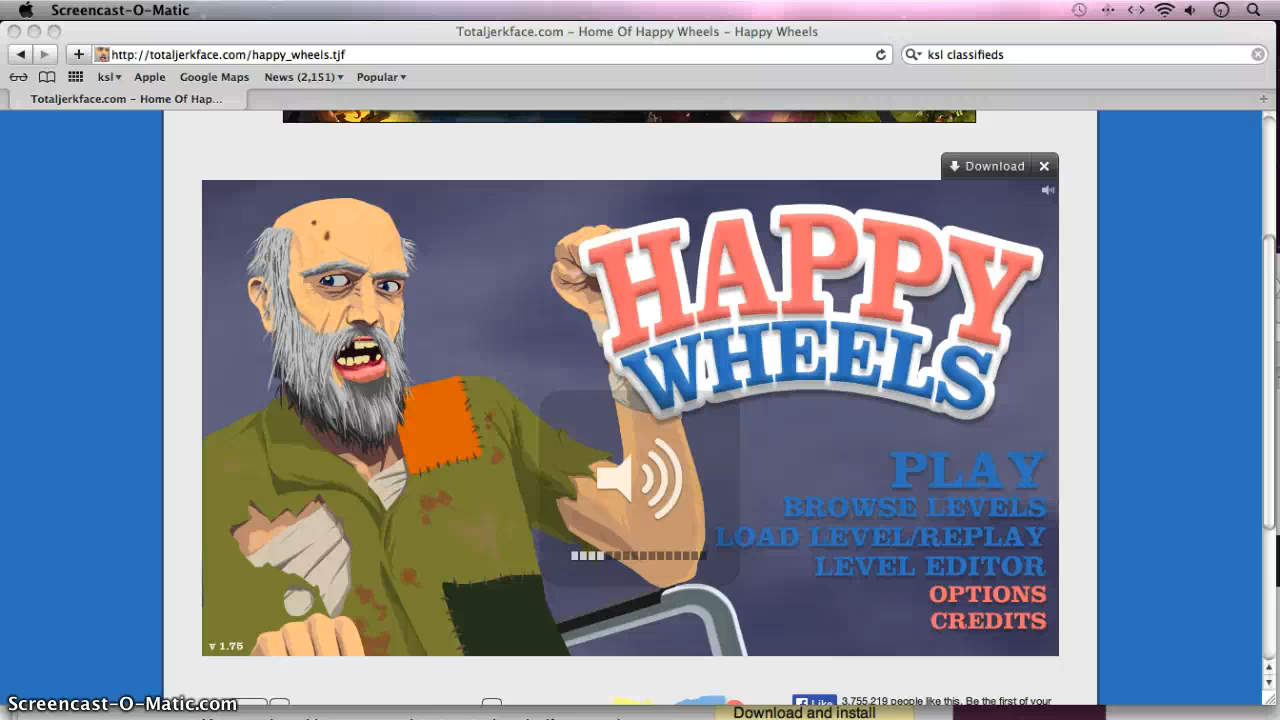 Screencast-O-Matic
Totaljerkface.com – Home Of Happy Wheels – Happy Wheels
http://totaljerkface.com/happy_wheels.tjf
ksl classifieds
ksl
Apple
Google Maps
News (2,151)
Popular
Totaljerkface.com – Home Of Hap...
Download
HAPPY
WHEELS
PLAY
BROWSE LEVELS
LOAD LEVEL/REPLAY
LEVEL EDITOR
OPTIONS
CREDITS
v 1.75
Screencast-O-Matic.com
Like
3,755,219 people like this. Be the first of your
Download and install